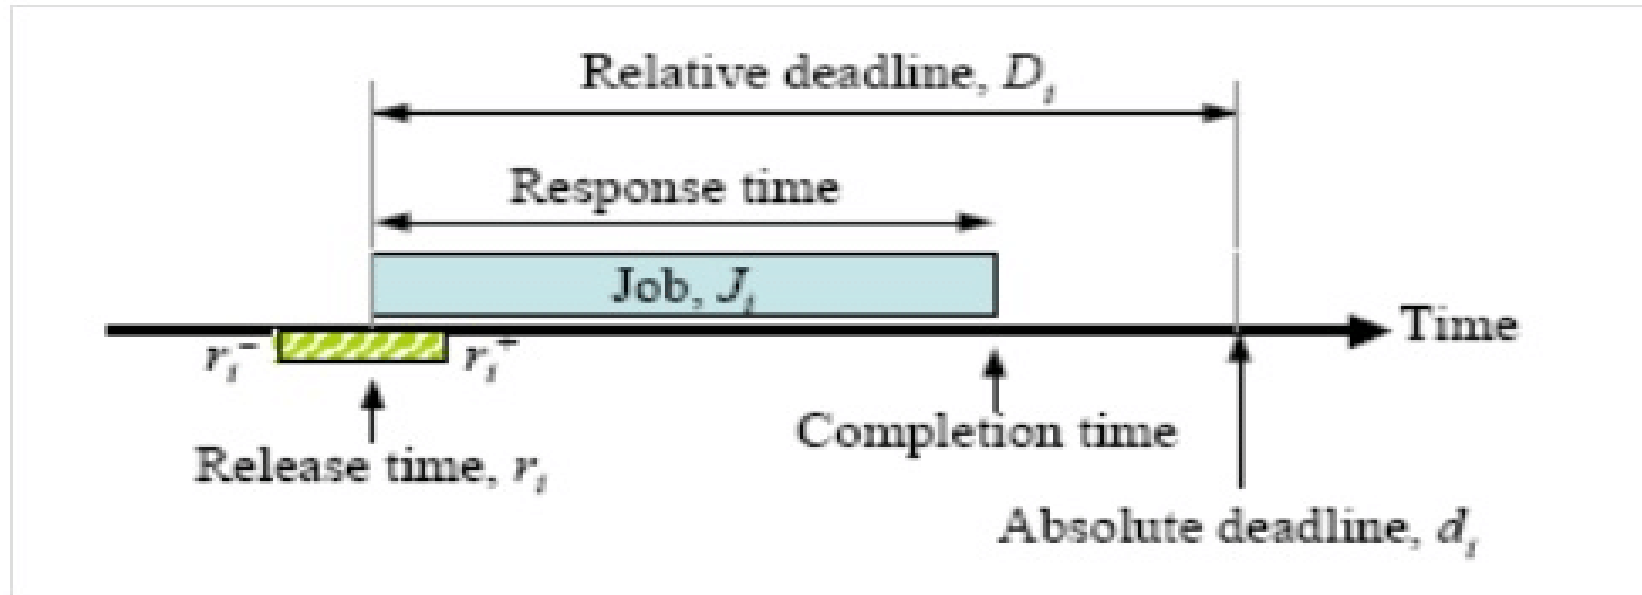 Relative deadline, Dᵢ
Response time
Job, Jᵢ
Time
rᵢ⁻
rᵢ⁺
Completion time
Release time, rᵢ
Absolute deadline, dᵢ